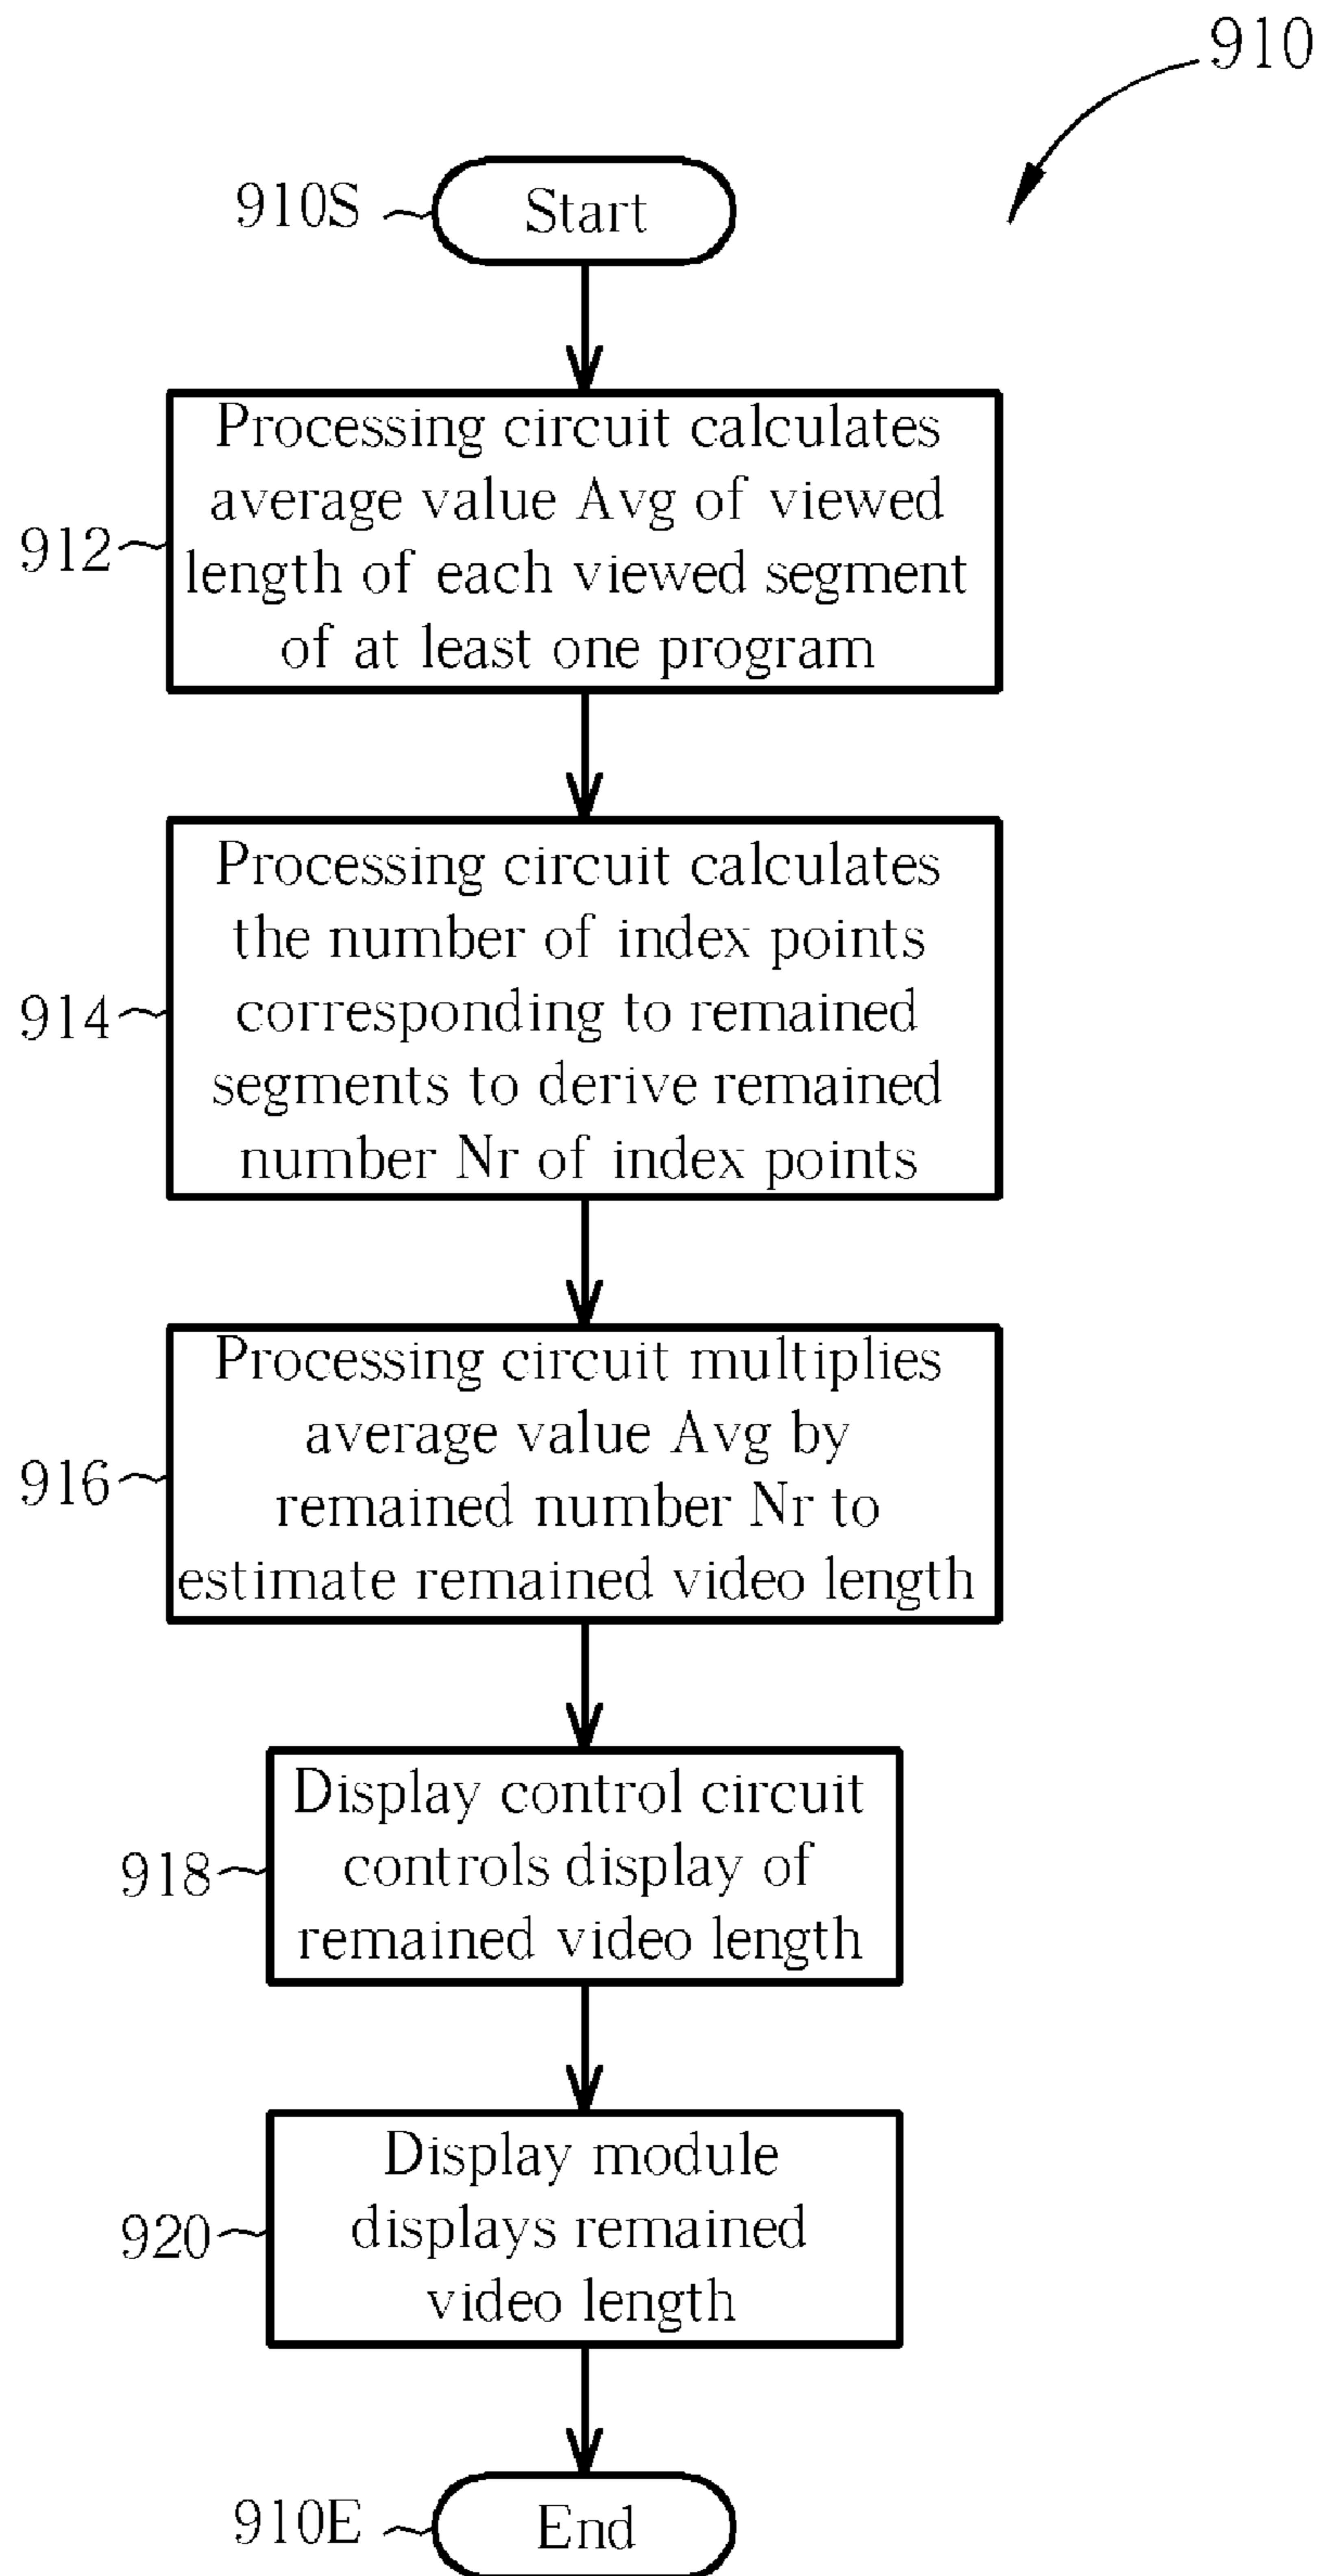 910
910S
Start
912
Processing circuit calculates
average value Avg of viewed
length of each viewed segment
of at least one program
914
Processing circuit calculates
the number of index points
corresponding to remained
segments to derive remained
number Nr of index points
916
Processing circuit multiplies
average value Avg by
remained number Nr to
estimate remained video length
918
Display control circuit
controls display of
remained video length
920
Display module
displays remained
video length
910E
End